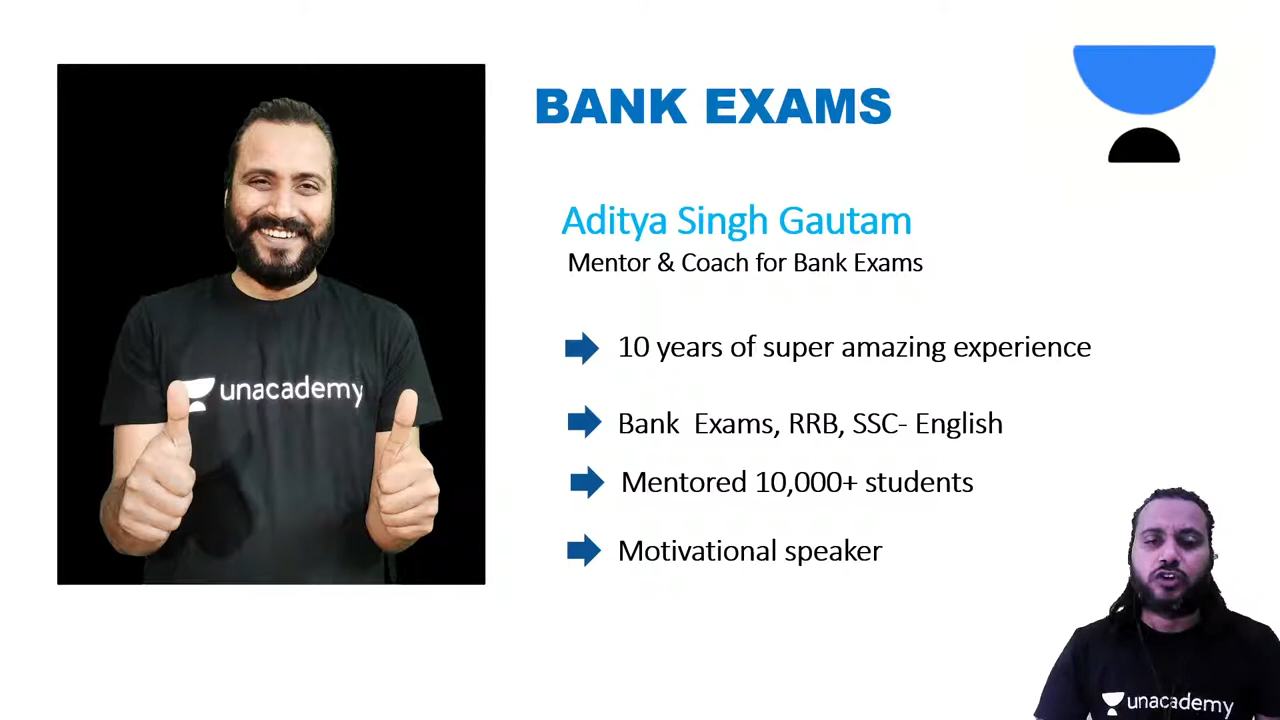 BANK EXAMS
Aditya Singh Gautam
Mentor & Coach for Bank Exams
10 years of super amazing experience
Bank Exams, RRB, SSC- English
Mentored 10,000+ students
Motivational speaker
unacademy
unacademy